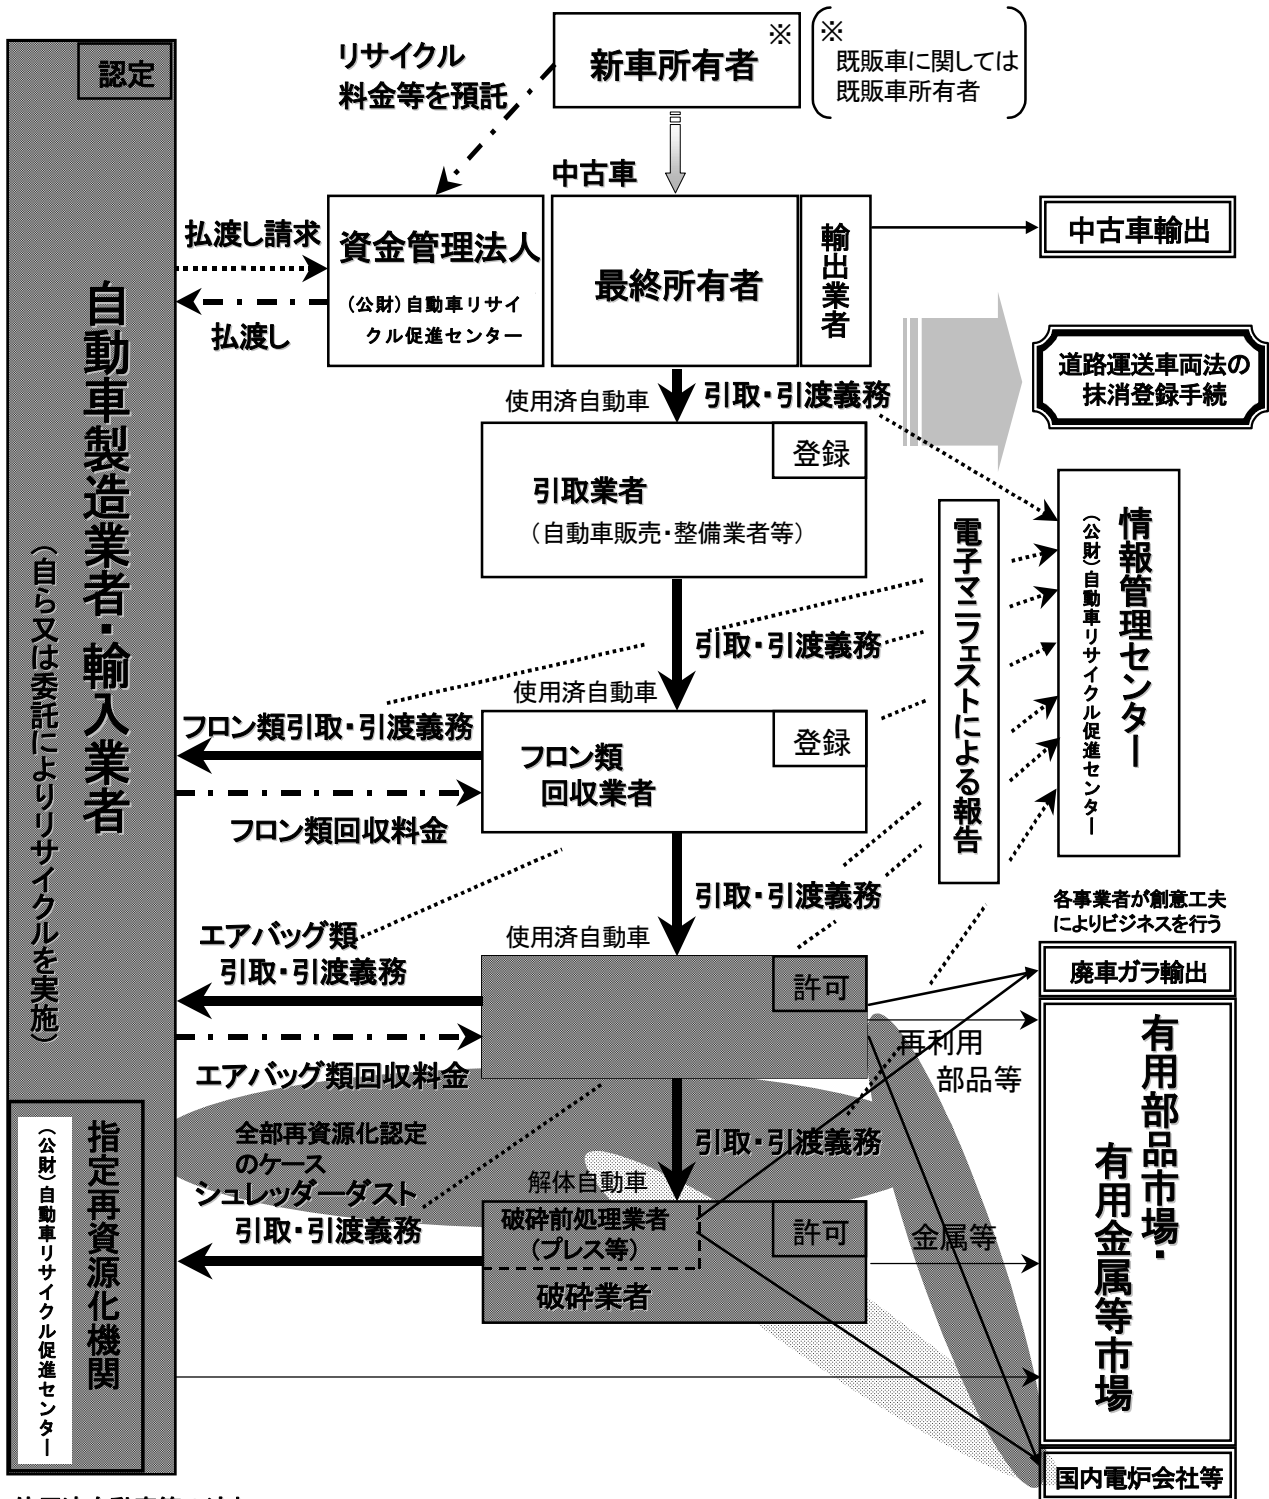 新車所有者
※
※
既販車に関しては
既販車所有者
リサイクル
料金等を預託
認定
中古車
払渡し請求
資金管理法人
(公財)自動車リサイ
クル促進センター
最終所有者
輸出業者
中古車輸出
払渡し
道路運送車両法の
抹消登録手続
使用済自動車
引取・引渡義務
登録
引取業者
（自動車販売・整備業者等）
自動車製造業者・輸入業者
（自ら又は委託によりリサイクルを実施）
電子マニフェストによる報告
情報管理センター
（公財）自動車リサイクル促進センター
引取・引渡義務
使用済自動車
フロン類引取・引渡義務
登録
フロン類
回収業者
フロン類回収料金
引取・引渡義務
各事業者が創意工夫
によりビジネスを行う
エアバッグ類
引取・引渡義務
使用済自動車
許可
廃車ガラ輸出
再利用
部品等
エアバッグ類回収料金
有用部品市場・
有用金属等市場
全部再資源化認定
のケース
引取・引渡義務
解体自動車
シュレッダーダスト
引取・引渡義務
破砕前処理業者
（プレス等）
許可
金属等
破砕業者
指定再資源化機関
（公財）自動車リサイクル促進センター
国内電炉会社等